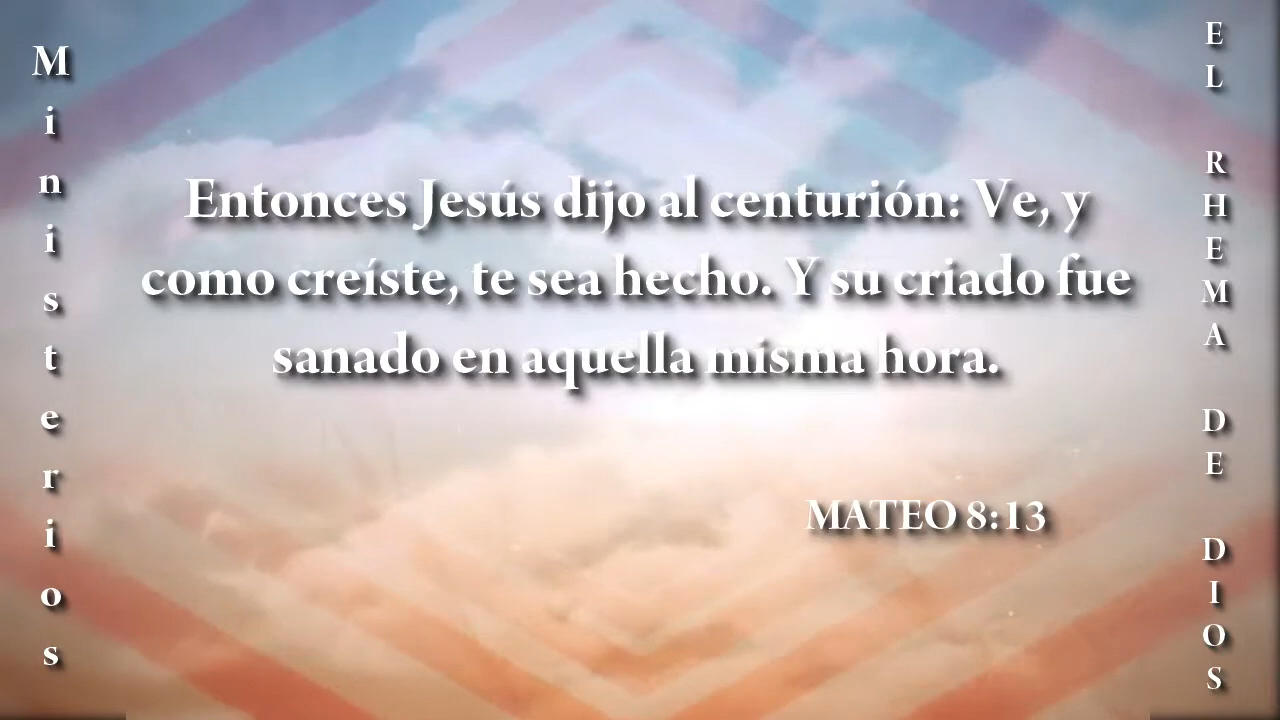 Ministerios
Entonces Jesús dijo al centurión: Ve, y
como creíste, te sea hecho. Y su criado fue
sanado en aquella misma hora.
MATEO 8:13
EL RHEMA DE DIOS